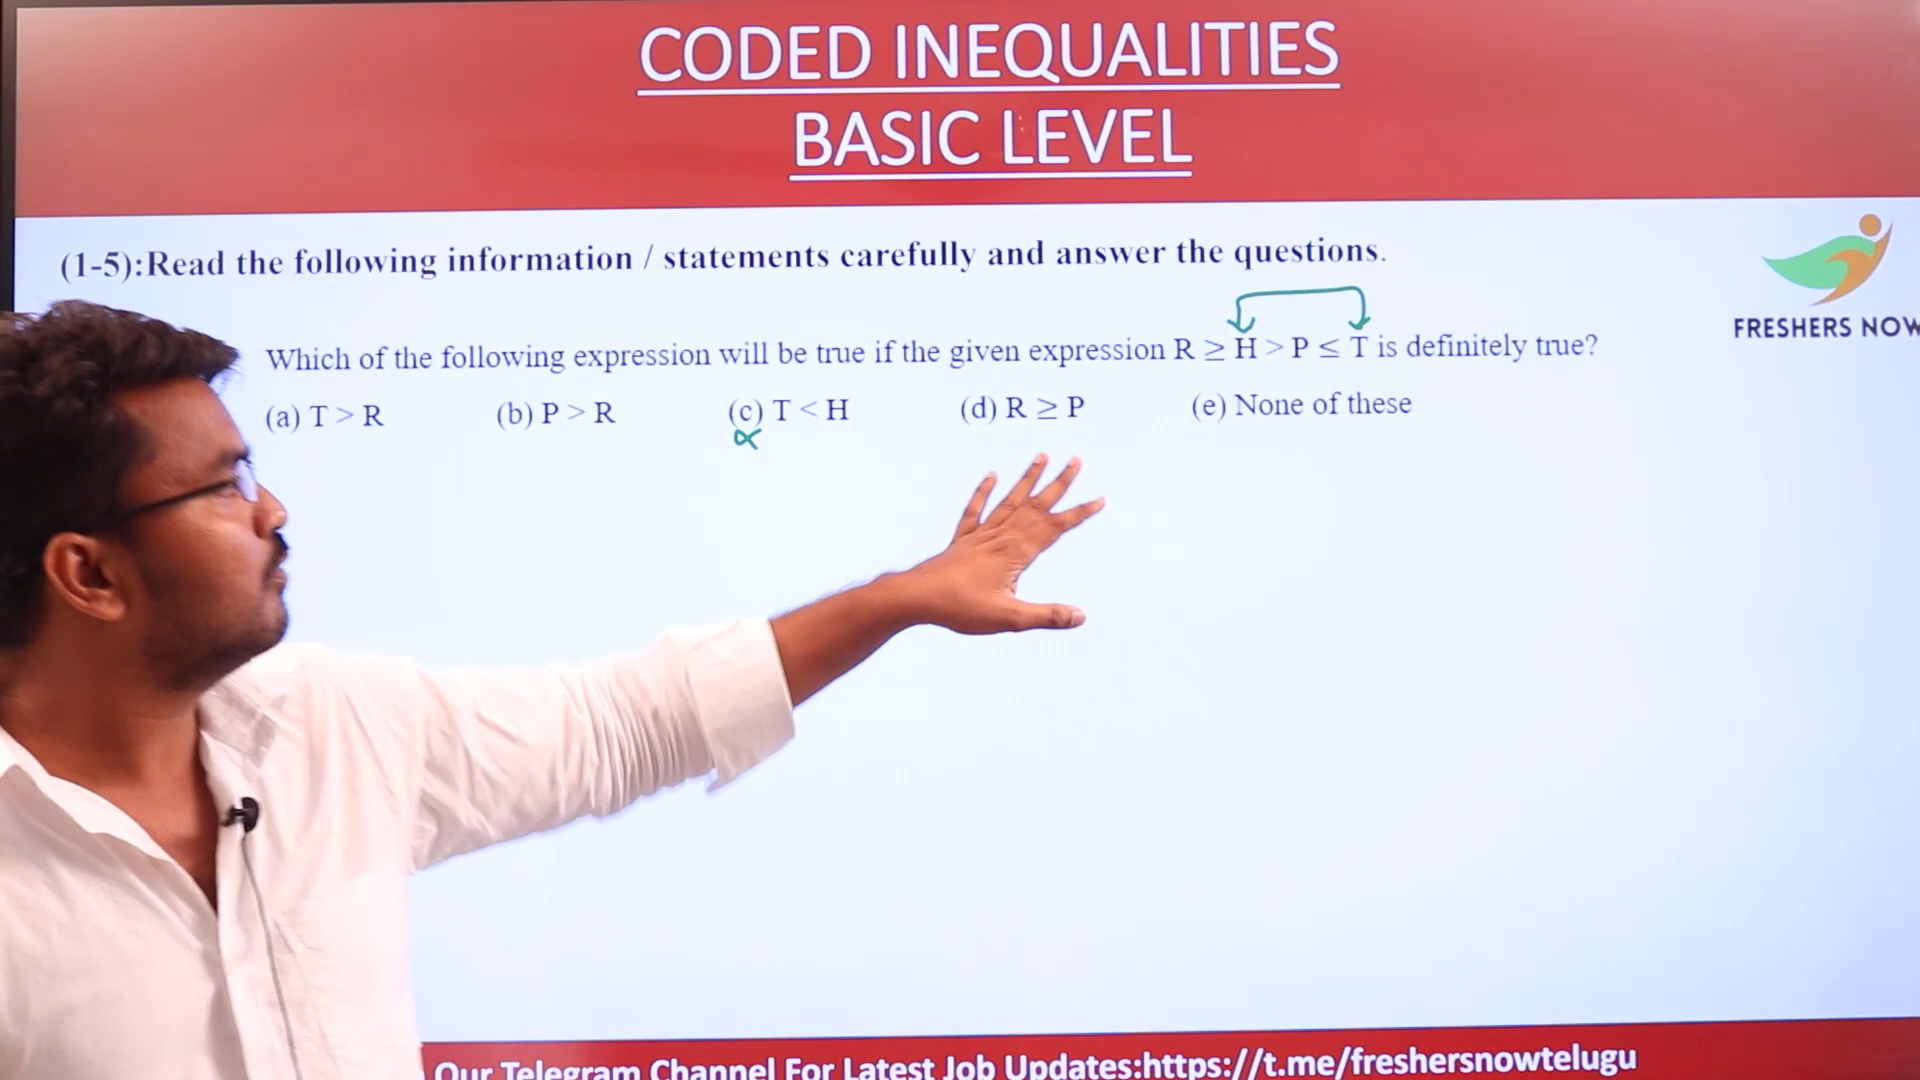 CODED INEQUALITIES
BASIC LEVEL
(1-5):Read the following information / statements carefully and answer the questions.
FRESHERS NOW
Which of the following expression will be true if the given expression R ≥ H > P ≤ T is definitely true?
(a) T > R (b) P > R (c) T < H (d) R ≥ P (e) None of these
Our Telegram Channel For Latest Job Updates:https://t.me/freshersnowtelugu